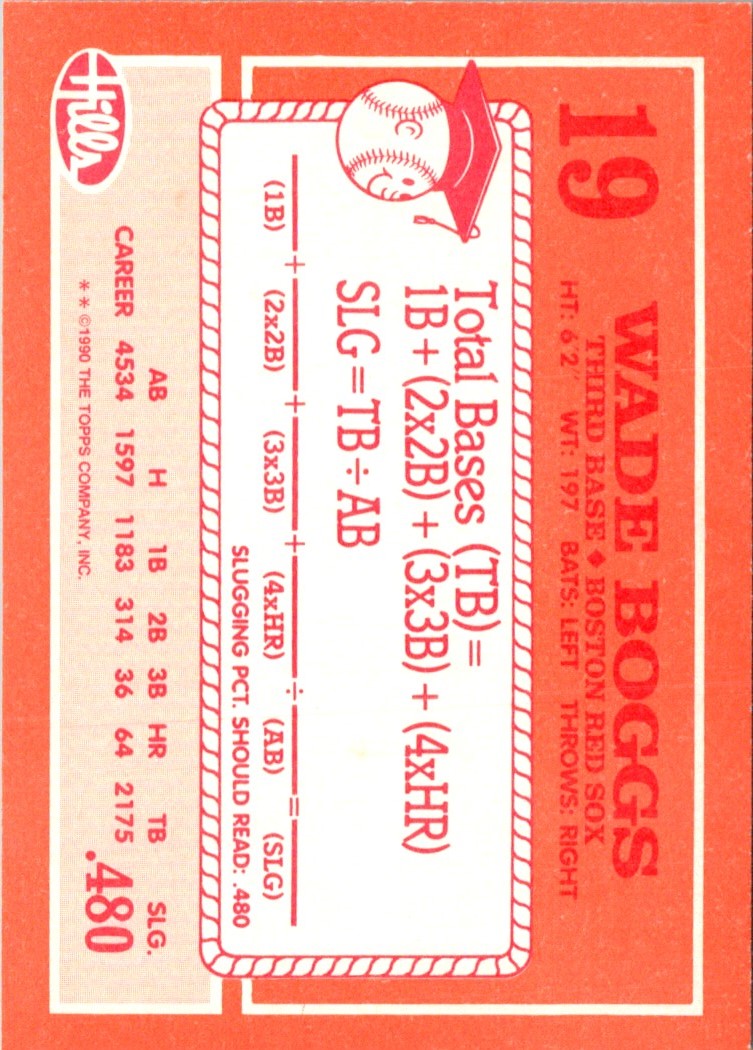 19
WADE BOGGS
THIRD BASE ◆ BOSTON RED SOX
HT: 6'2" WT: 197 BATS: LEFT THROWS: RIGHT
Total Bases (TB) =
1B + (2x2B) + (3x3B) + (4xHR)
SLG = TB ÷ AB
+ + + ÷ =
(1B) (2x2B) (3x3B) (4xHR) (AB) (SLG)
SLUGGING PCT. SHOULD READ: .480
Hills
AB H 1B 2B 3B HR TB SLG.
CAREER 4534 1597 1183 314 36 64 2175 .480
* * ©1990 THE TOPPS COMPANY, INC.